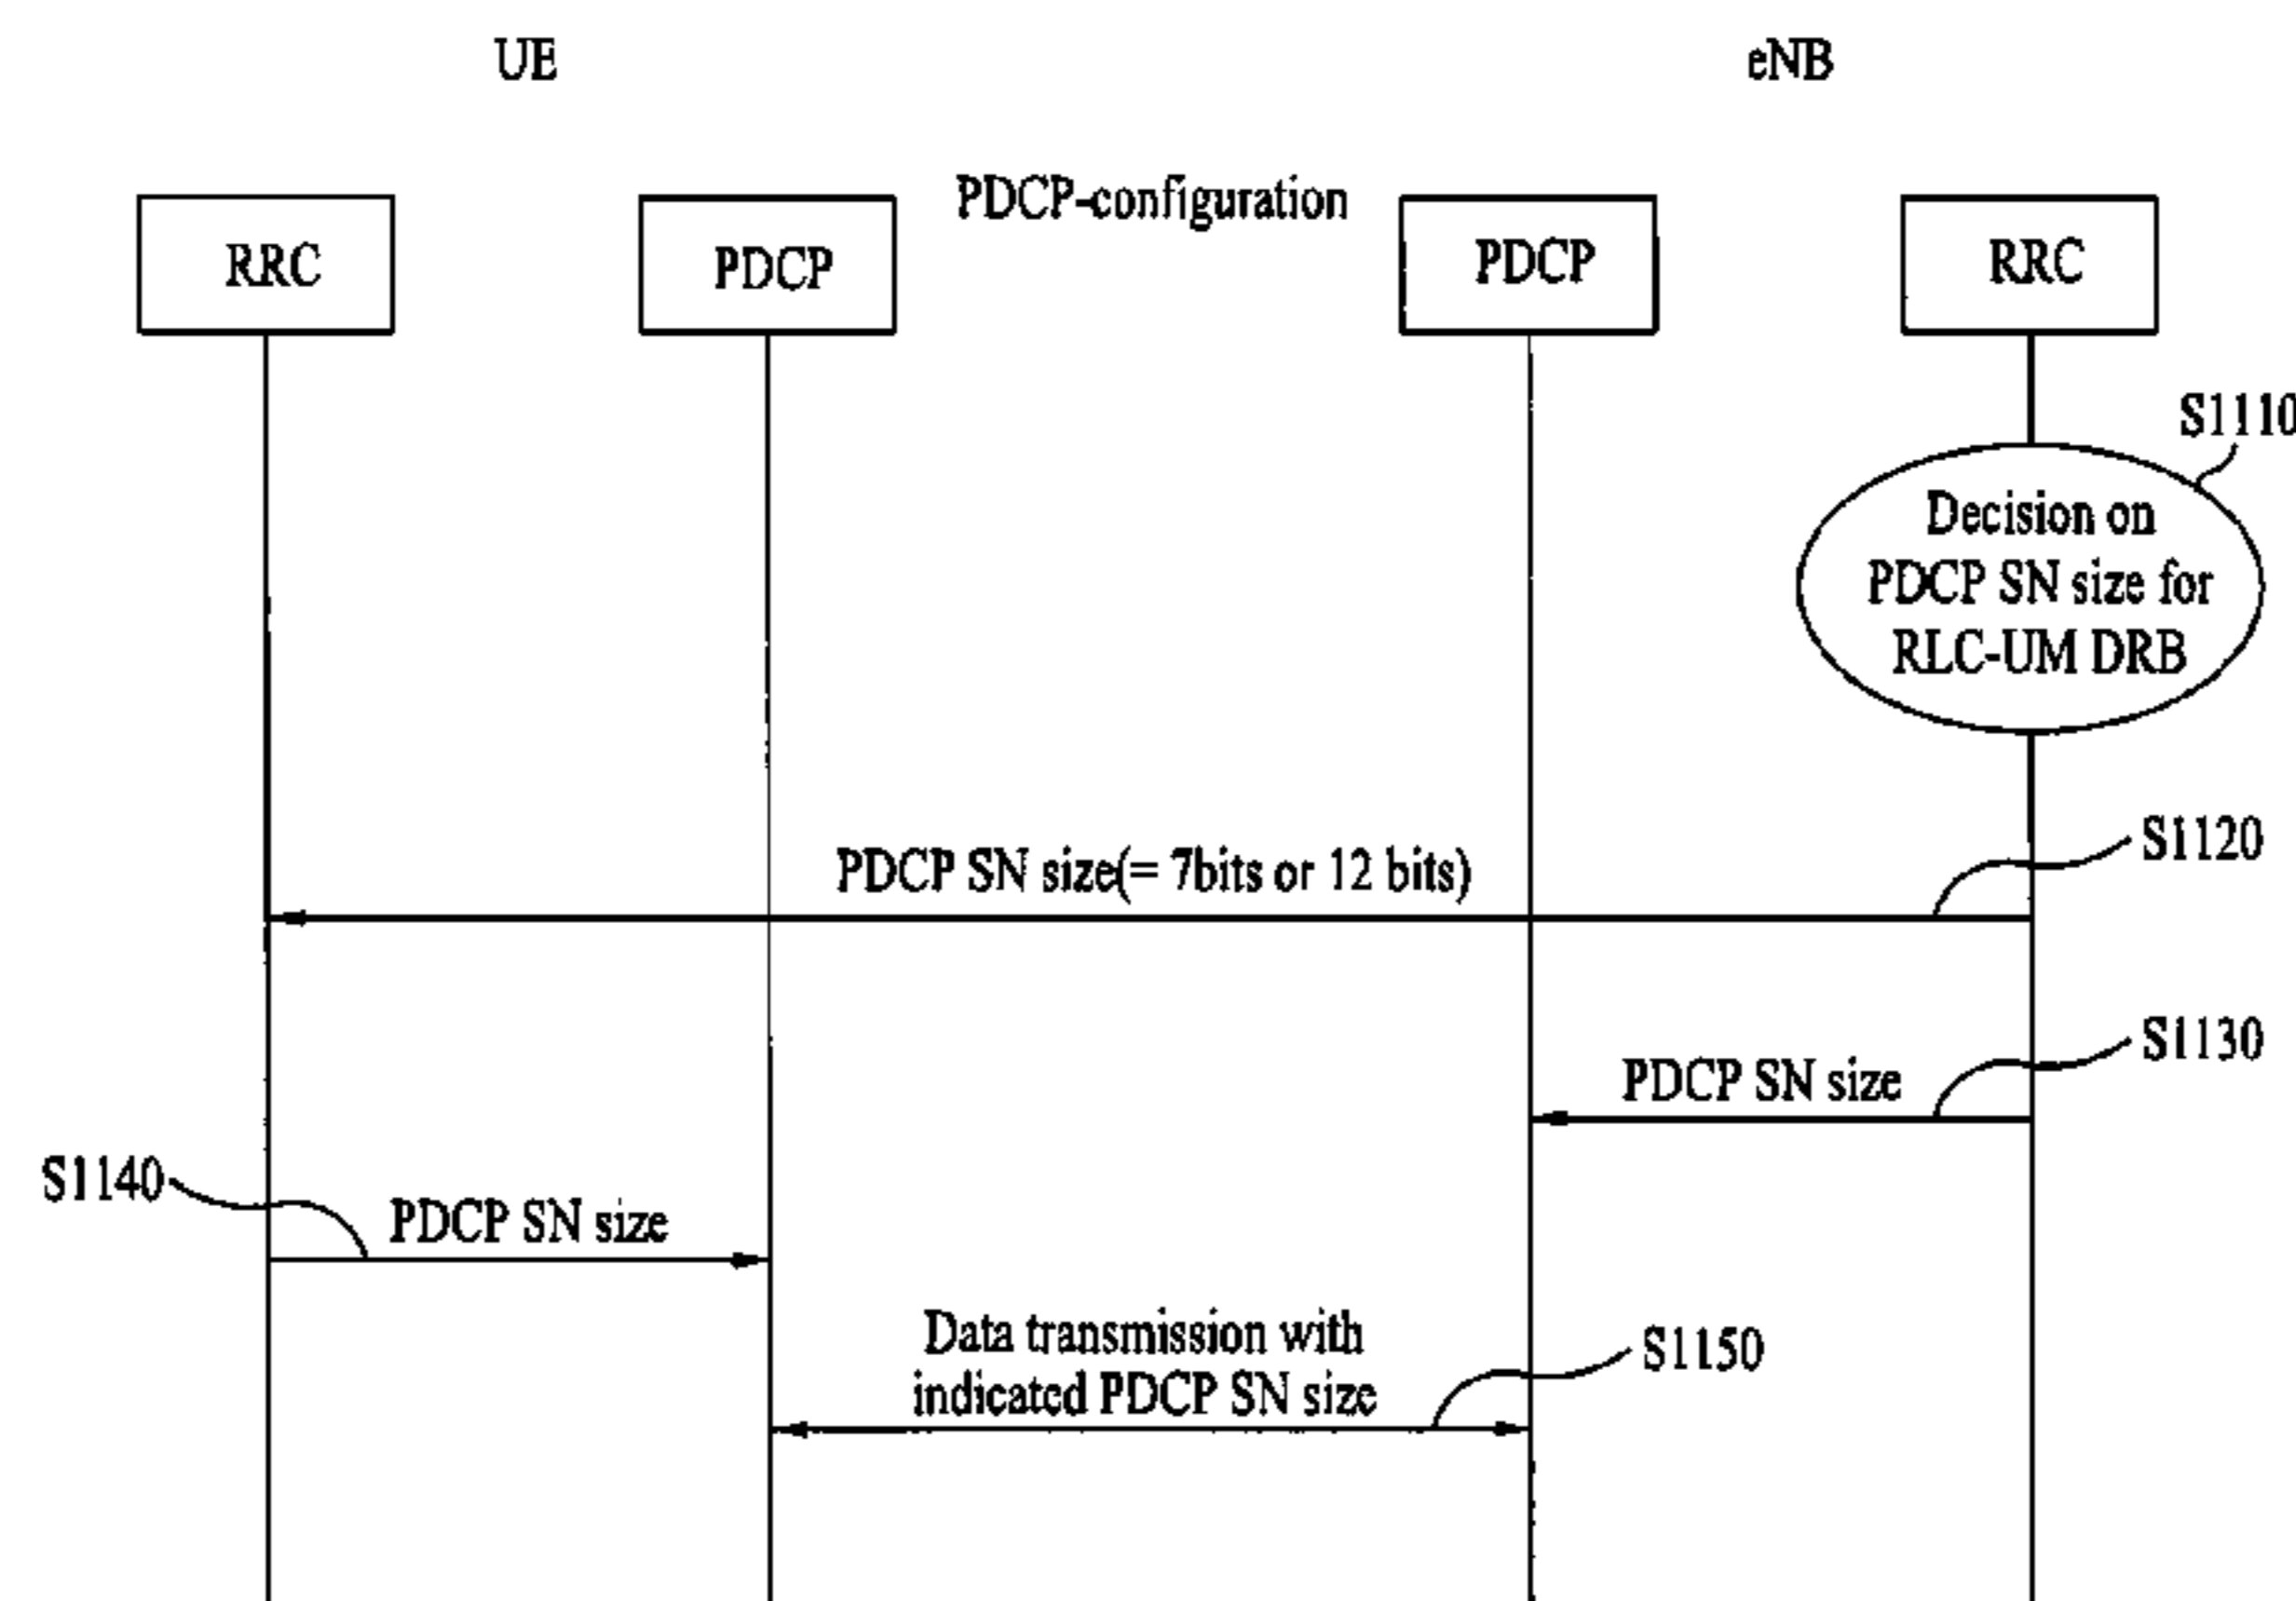 UE
eNB
PDCP-configuration
RRC
PDCP
PDCP
RRC
S1110
Decision on
PDCP SN size for
RLC-UM DRB
S1120
PDCP SN size(= 7bits or 12 bits)
S1130
PDCP SN size
S1140
PDCP SN size
Data transmission with
indicated PDCP SN size
S1150